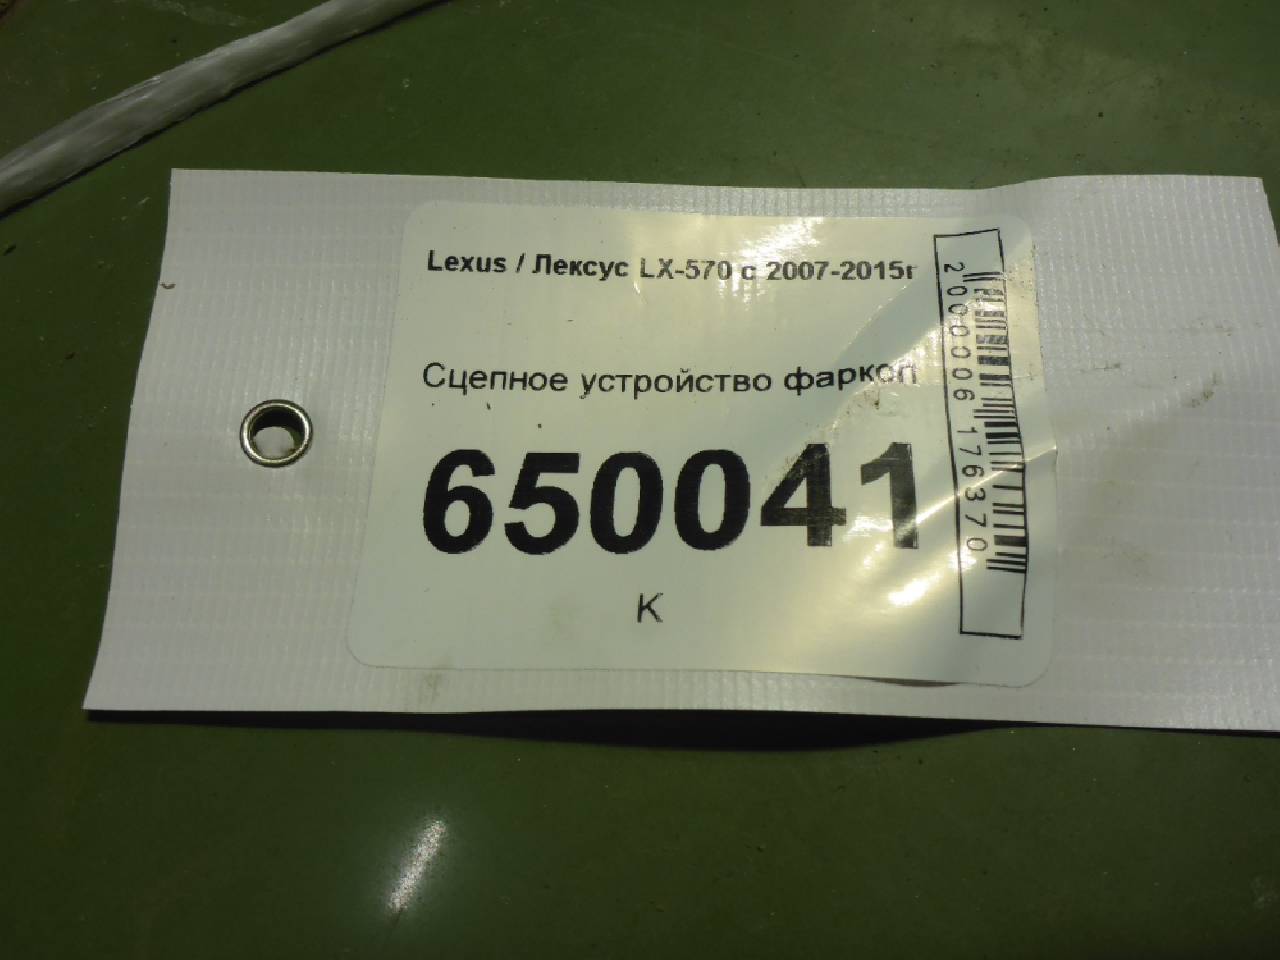 Lexus / Лексус LX-570 с 2007-2015г
Сцепное устройство фаркоп
650041
К
2000006176370